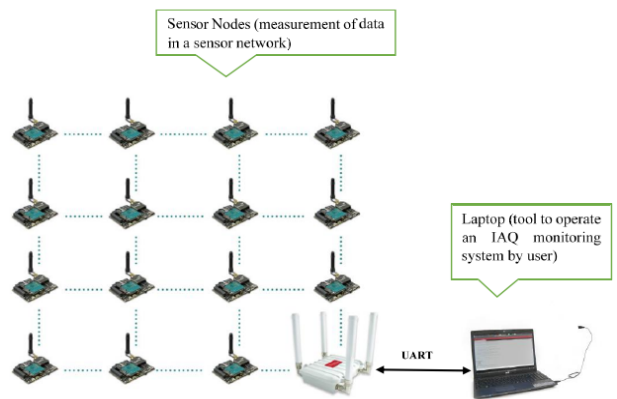 Sensor Nodes (measurement of data
in a sensor network)
Laptop (tool to operate
an IAQ monitoring
system by user)
UART